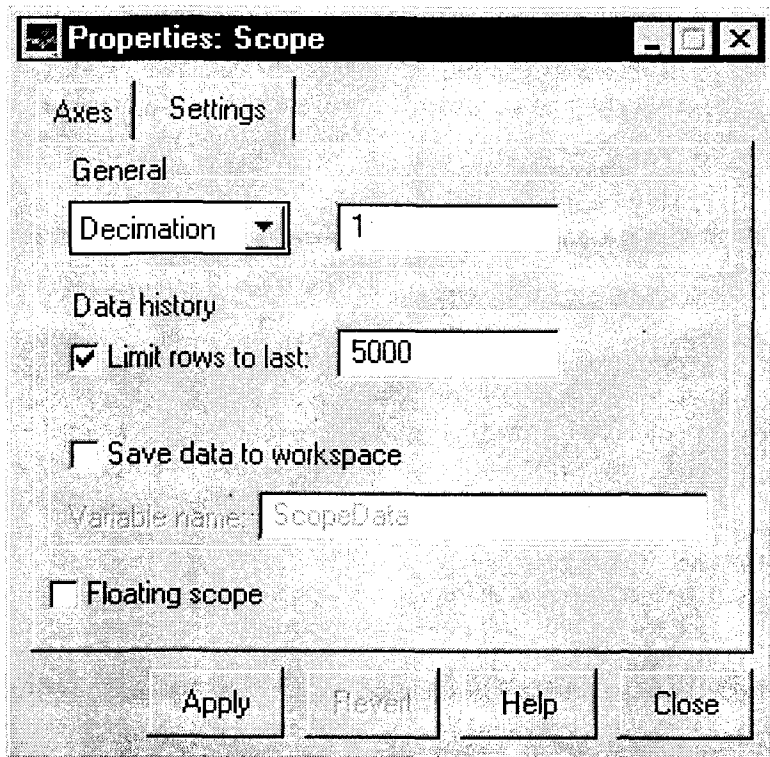 Properties: Scope
Axes Settings
General
Decimation 1
Data history
Limit rows to last: 5000
Save data to workspace
Variable name: ScopeData
Floating scope
Apply Revert Help Close